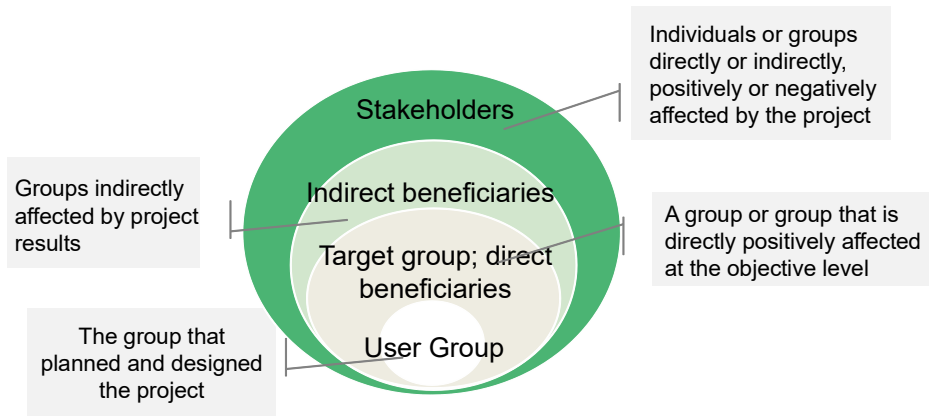 Individuals or groups
directly or indirectly,
positively or negatively
affected by the project
Stakeholders
Groups indirectly
affected by project
results
Indirect beneficiaries
A group or group that is
directly positively affected
at the objective level
Target group; direct
beneficiaries
The group that
planned and designed
the project
User Group